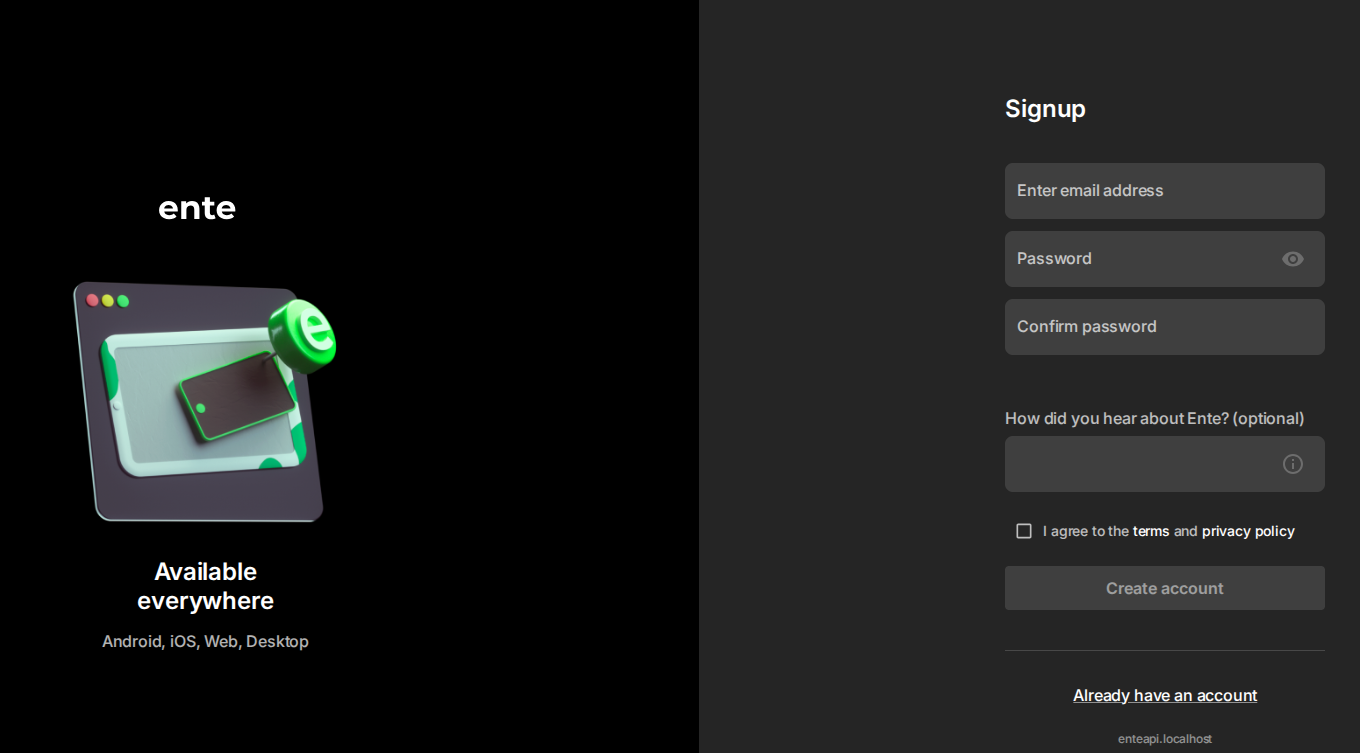 ente
e
Available
everywhere
Android, iOS, Web, Desktop
Signup
Enter email address
Password
Confirm password
How did you hear about Ente? (optional)
I agree to the terms and privacy policy
Create account
Already have an account
enteapi.localhost